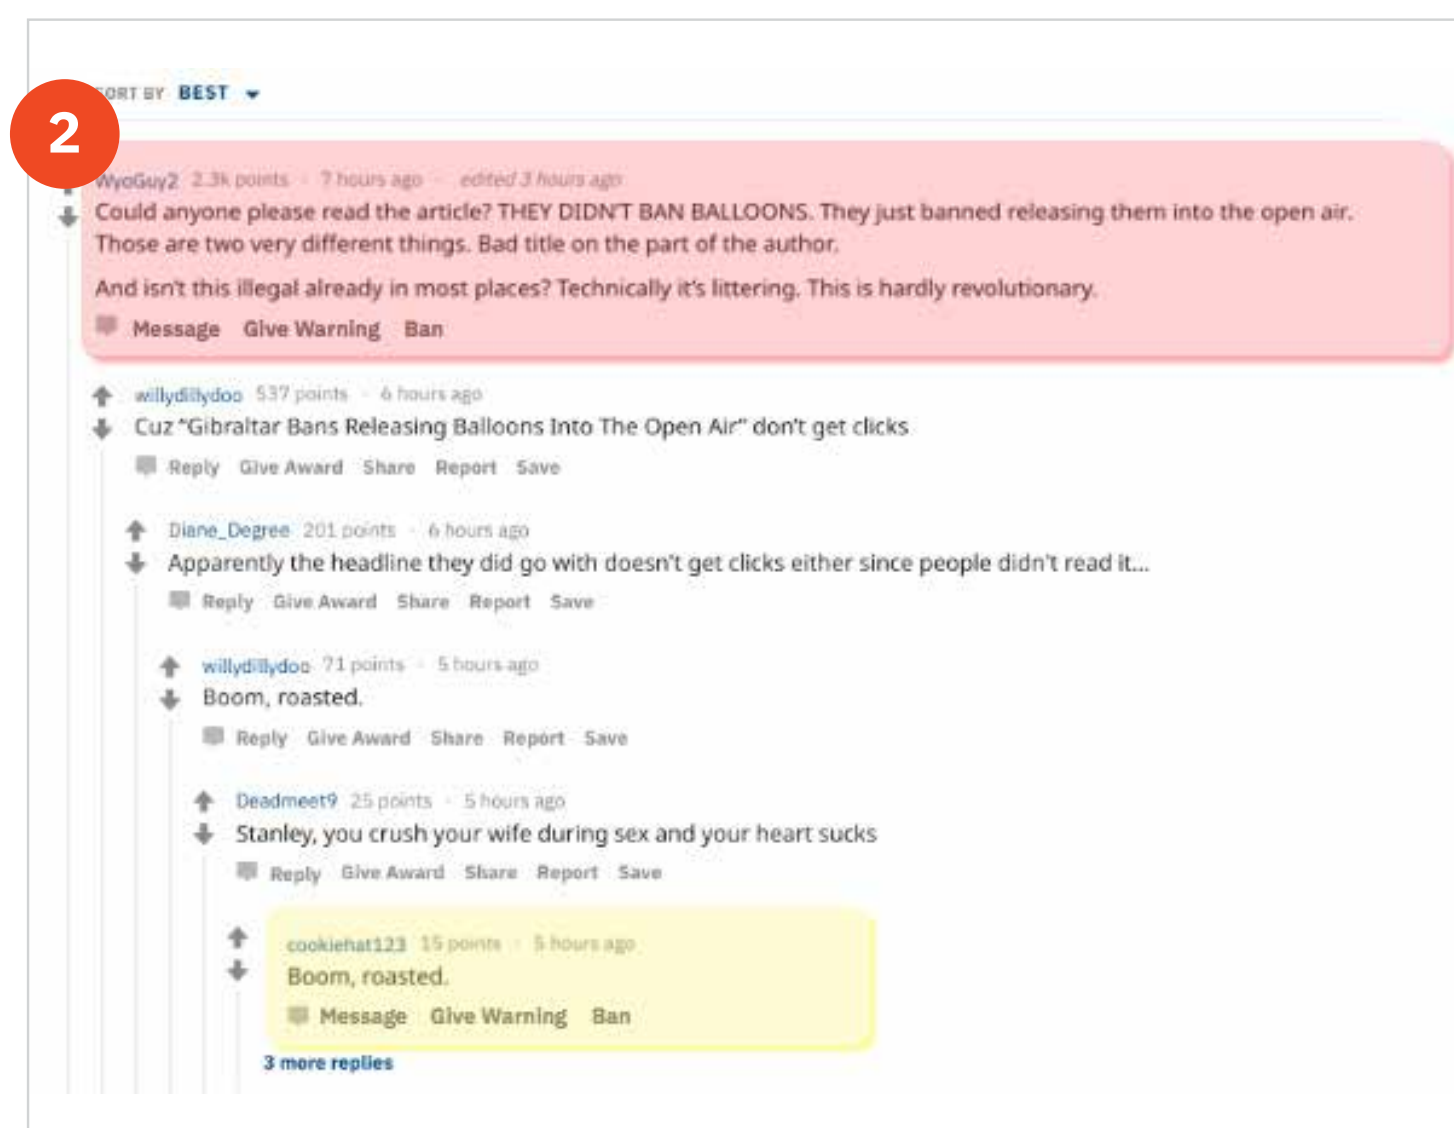 2
SORT BY BEST
WyoGuy2 2.3k points · 7 hours ago · edited 3 hours ago
Could anyone please read the article? THEY DIDN'T BAN BALLOONS. They just banned releasing them into the open air.
Those are two very different things. Bad title on the part of the author.
And isn't this illegal already in most places? Technically it's littering. This is hardly revolutionary.
Message Give Warning Ban
willydillydoo 537 points · 6 hours ago
Cuz "Gibraltar Bans Releasing Balloons Into The Open Air" don't get clicks
Reply Give Award Share Report Save
Diane_Degree 201 points · 6 hours ago
Apparently the headline they did go with doesn't get clicks either since people didn't read it...
Reply Give Award Share Report Save
willydillydoo 71 points · 5 hours ago
Boom, roasted.
Reply Give Award Share Report Save
Deadmeet9 25 points · 5 hours ago
Stanley, you crush your wife during sex and your heart sucks
Reply Give Award Share Report Save
cookiehat123 15 points · 5 hours ago
Boom, roasted.
Message Give Warning Ban
3 more replies